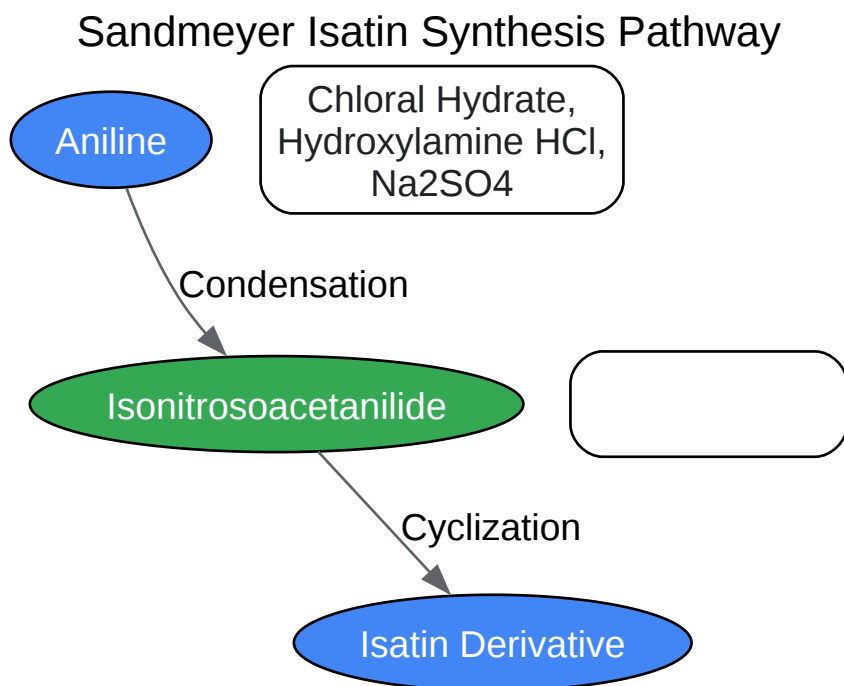 Sandmeyer Isatin Synthesis Pathway
Aniline
Chloral Hydrate,
Hydroxylamine HCl,
Na2SO4
Condensation
Isonitrosoacetanilide
Cyclization
Isatin Derivative